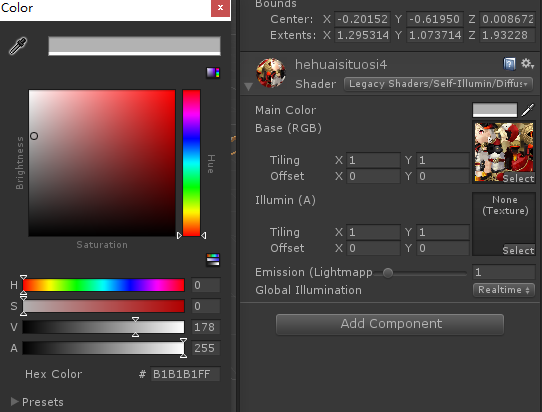 Color
Brightness
Hue
Saturation
H 0
S 0
V 178
A 255
Hex Color # B1B1B1FF
Presets
Bounds
Center: X -0.20152 Y -0.61950 Z 0.008672
Extents: X 1.295314 Y 1.073714 Z 1.93228
hehuaisituosi4
Shader Legacy Shaders/Self-Illumin/Diffus
Main Color
Base (RGB)
Tiling X 1 Y 1
Offset X 0 Y 0
Select
Illumin (A)
None
(Texture)
Tiling X 1 Y 1
Offset X 0 Y 0
Select
Emission (Lightmapp 1
Global Illumination Realtime
Add Component